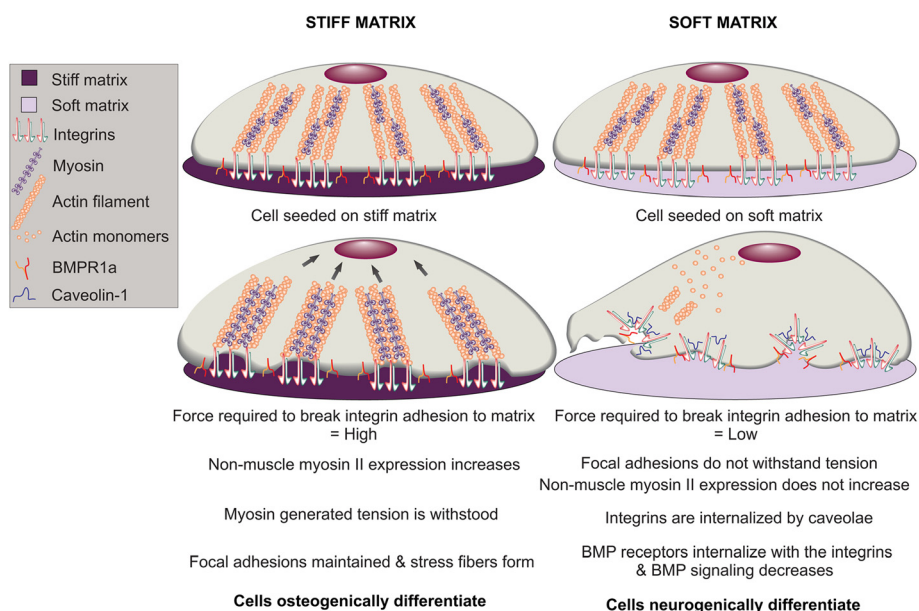 STIFF MATRIX
SOFT MATRIX
Stiff matrix
Soft matrix
Integrins
Myosin
Actin filament
Actin monomers
BMPR1a
Caveolin-1
Cell seeded on stiff matrix
Cell seeded on soft matrix
Force required to break integrin adhesion to matrix
= High
Non-muscle myosin II expression increases
Myosin generated tension is withstood
Focal adhesions maintained & stress fibers form
Cells osteogenically differentiate
Force required to break integrin adhesion to matrix
= Low
Focal adhesions do not withstand tension
Non-muscle myosin II expression does not increase
Integrins are internalized by caveolae
BMP receptors internalize with the integrins
& BMP signaling decreases
Cells neurogenically differentiate